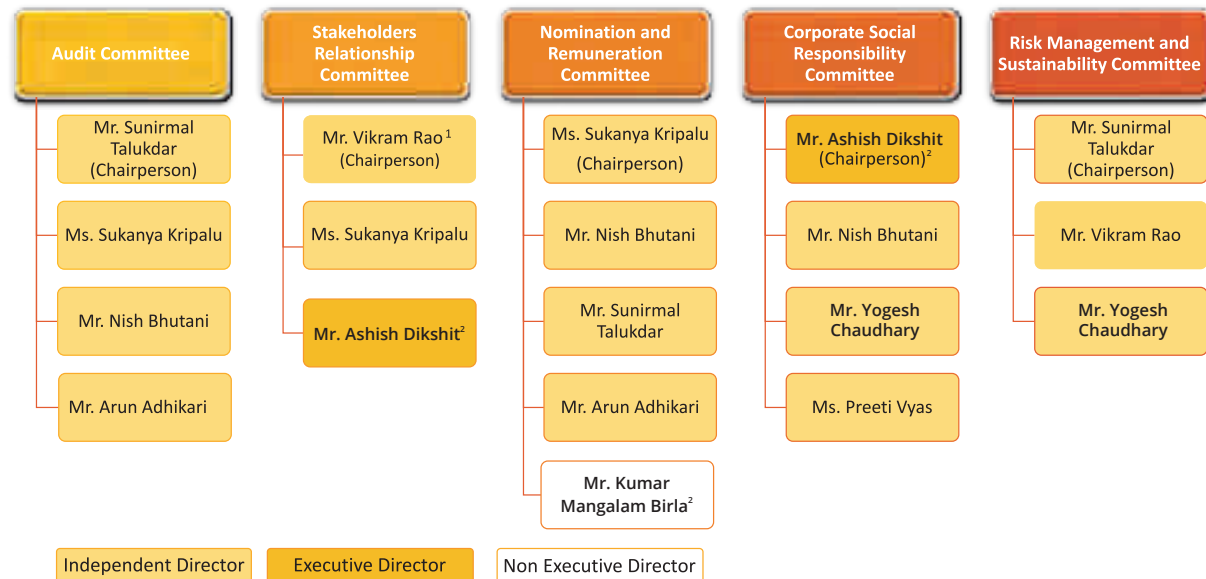 Audit Committee
Mr. Sunirmal
Talukdar
(Chairperson)
Ms. Sukanya Kripalu
Mr. Nish Bhutani
Mr. Arun Adhikari
Stakeholders
Relationship
Committee
Mr. Vikram Rao¹
(Chairperson)
Ms. Sukanya Kripalu
Mr. Ashish Dikshit²
Nomination and
Remuneration
Committee
Ms. Sukanya Kripalu
(Chairperson)
Mr. Nish Bhutani
Mr. Sunirmal
Talukdar
Mr. Arun Adhikari
Mr. Kumar
Mangalam Birla²
Corporate Social
Responsibility
Committee
Mr. Ashish Dikshit
(Chairperson)²
Mr. Nish Bhutani
Mr. Yogesh
Chaudhary
Ms. Preeti Vyas
Risk Management and
Sustainability Committee
Mr. Sunirmal
Talukdar
(Chairperson)
Mr. Vikram Rao
Mr. Yogesh
Chaudhary
Independent Director
Executive Director
Non Executive Director